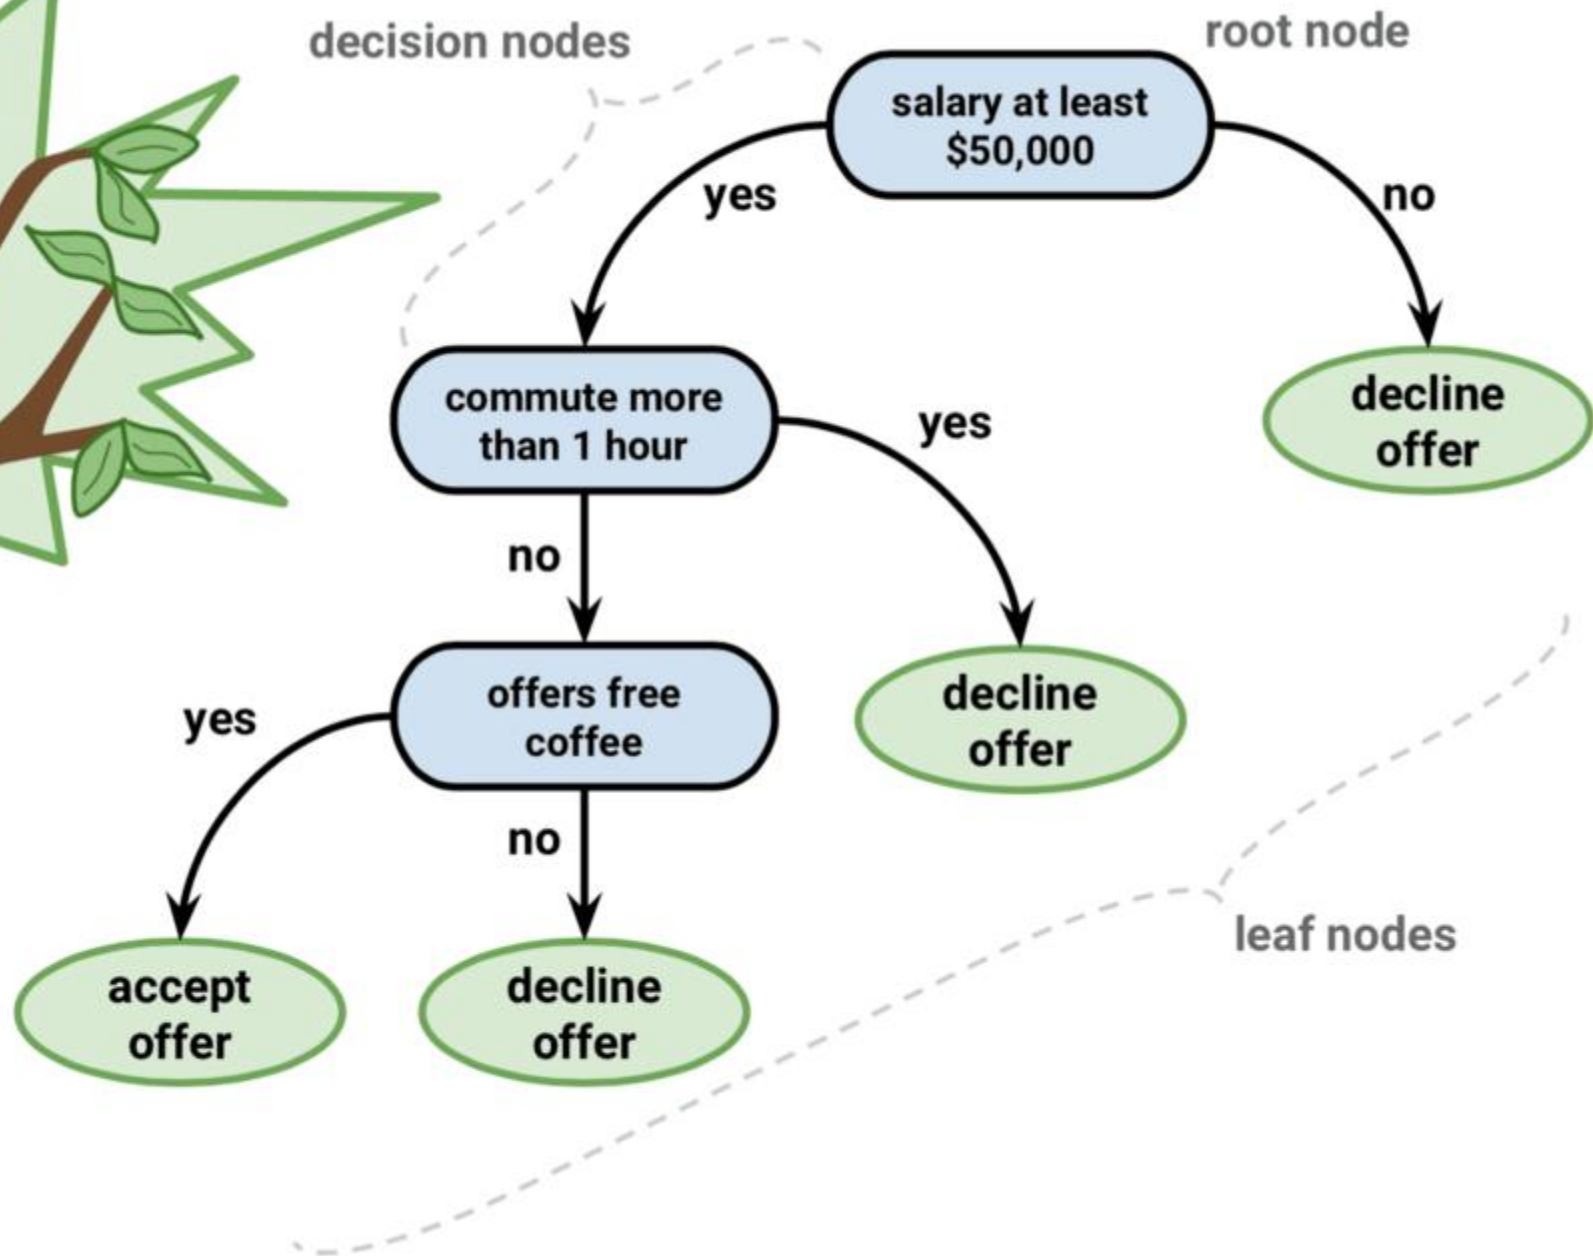 decision nodes
root node
salary at least
$50,000
yes
no
commute more
than 1 hour
yes
decline
offer
no
offers free
coffee
decline
offer
yes
no
leaf nodes
accept
offer
decline
offer